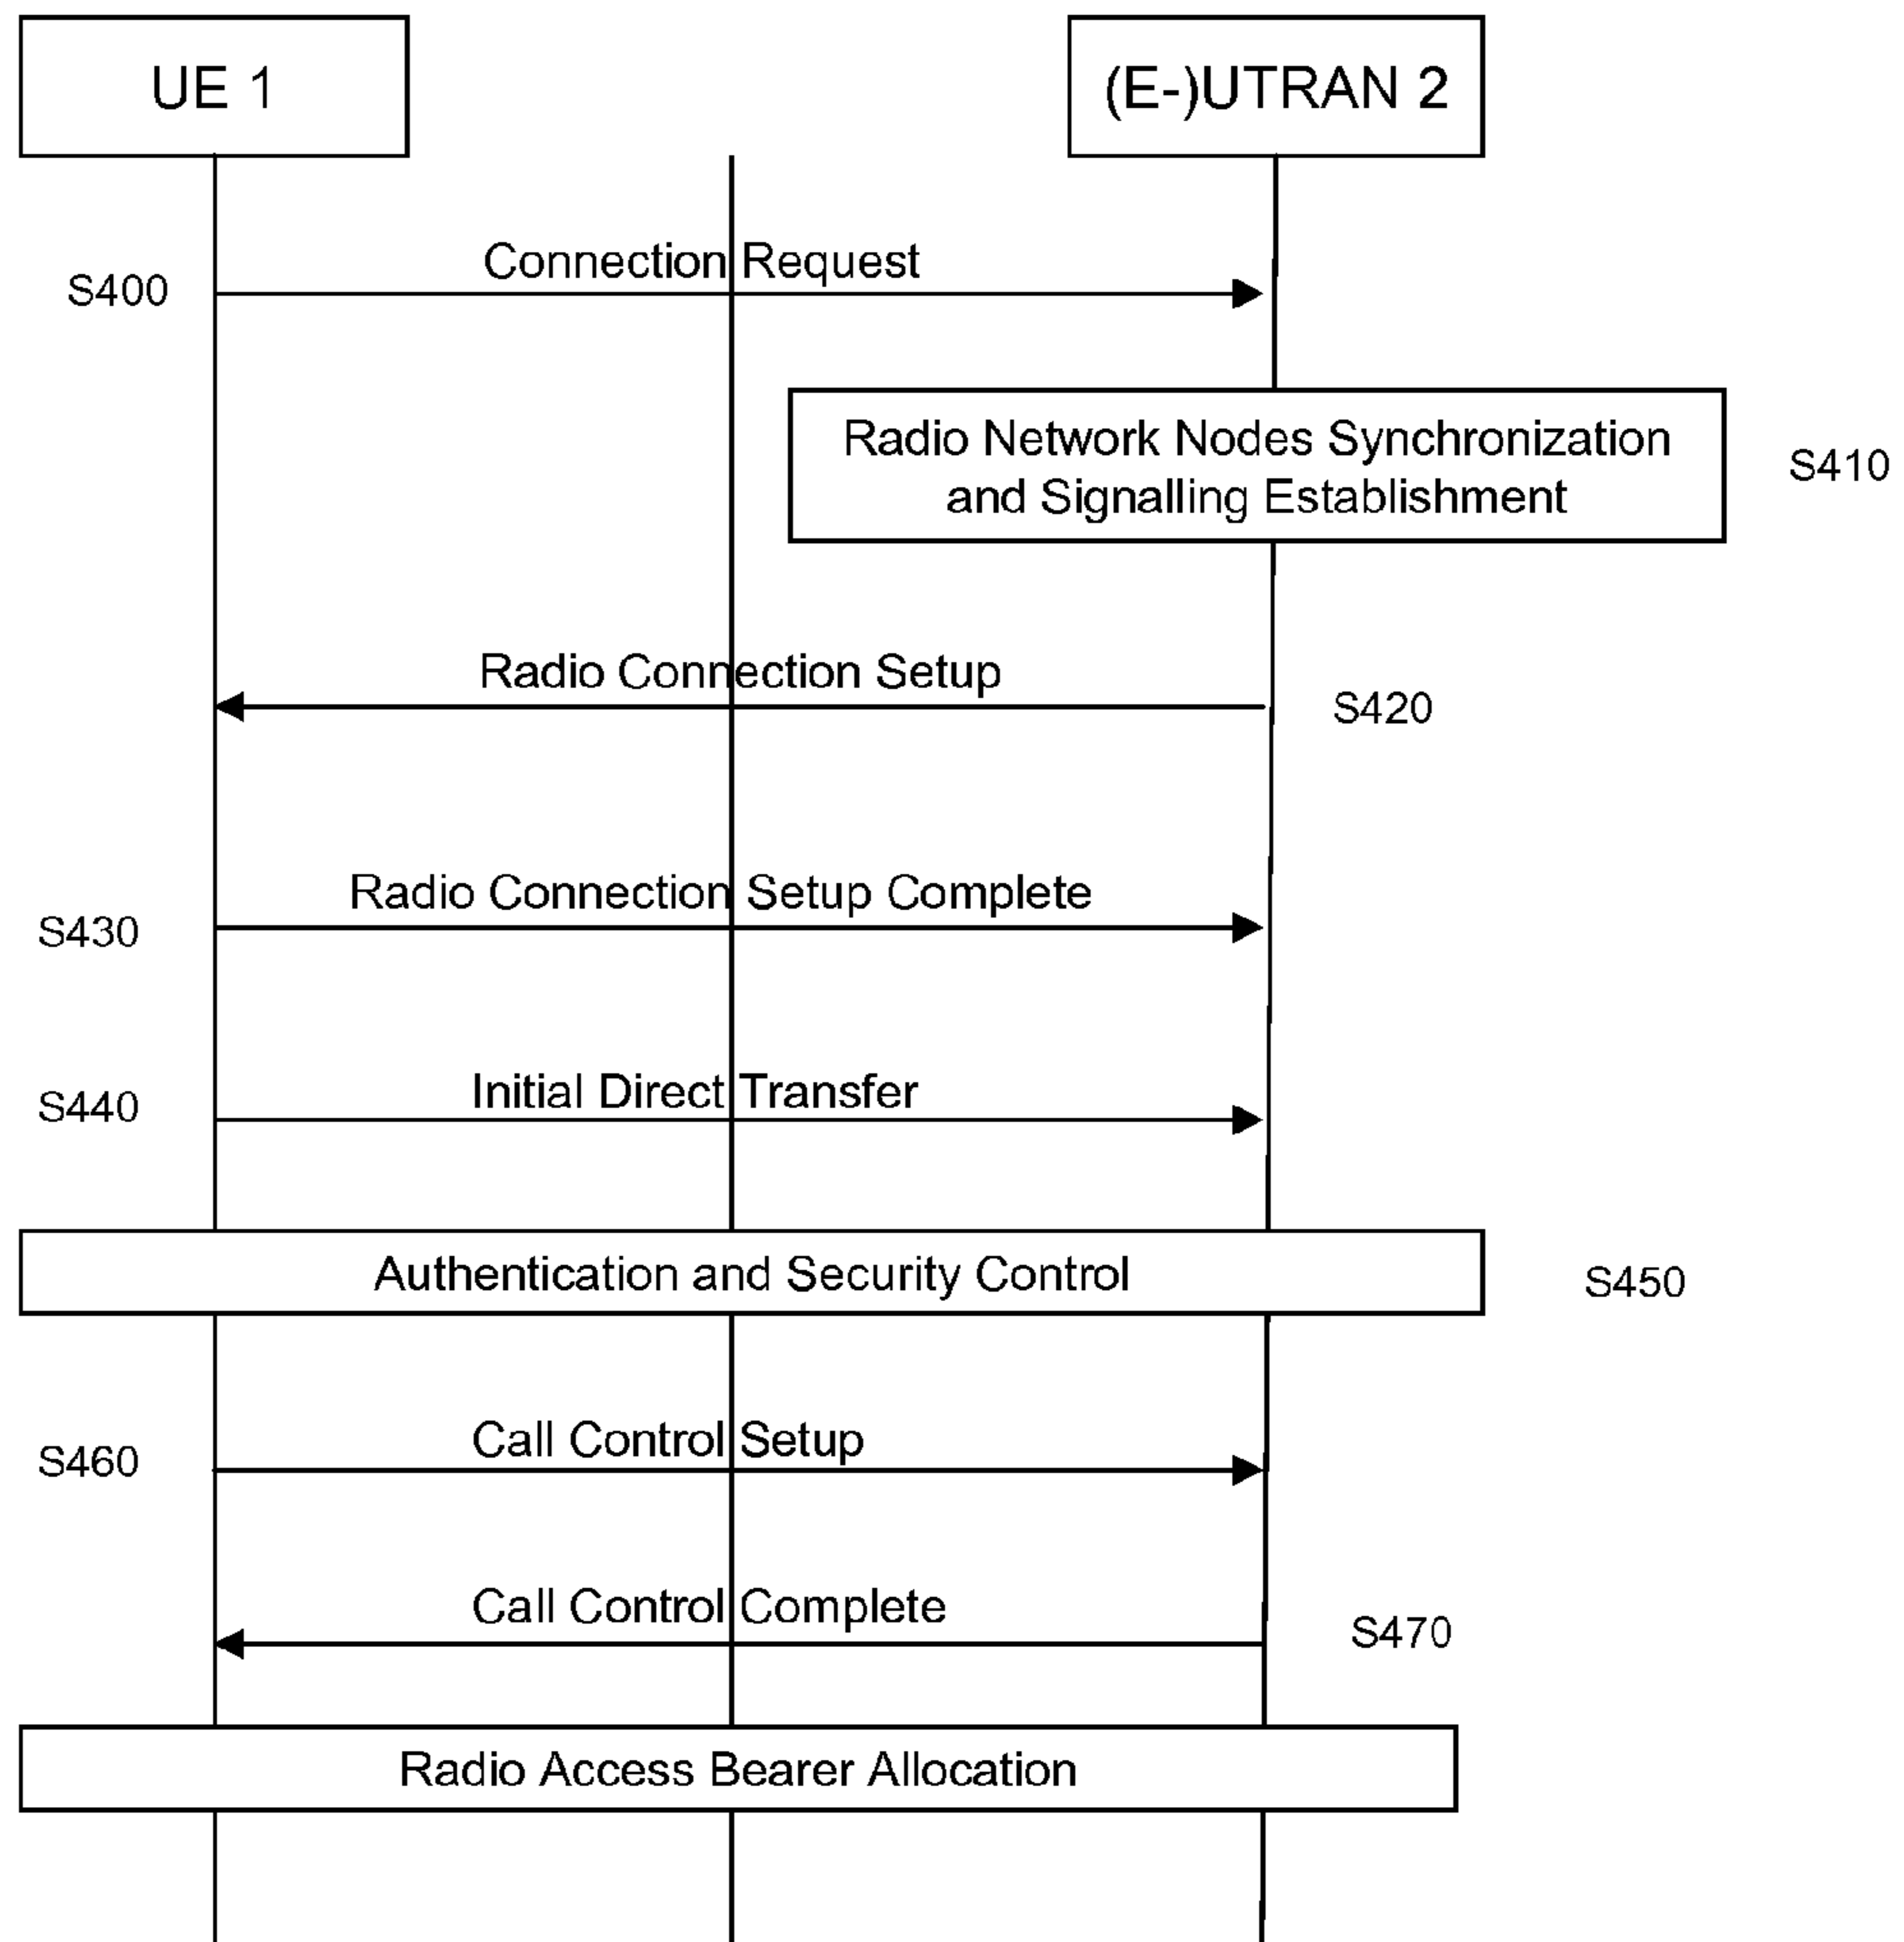 UE 1
(E-)UTRAN 2
Connection Request
S400
Radio Network Nodes Synchronization
and Signalling Establishment
S410
Radio Connection Setup
S420
Radio Connection Setup Complete
S430
Initial Direct Transfer
S440
Authentication and Security Control
S450
Call Control Setup
S460
Call Control Complete
S470
Radio Access Bearer Allocation